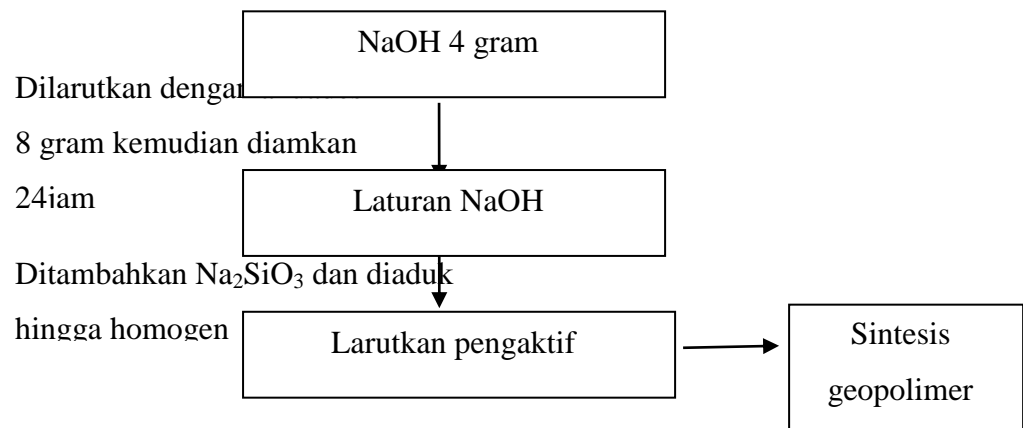 NaOH 4 gram
Dilarutkan dengan
8 gram kemudian diamkan
24jam
Laturan NaOH
Ditambahkan Na₂SiO₃ dan diaduk
hingga homogen
Larutkan pengaktif
Sintesis
geopolimer